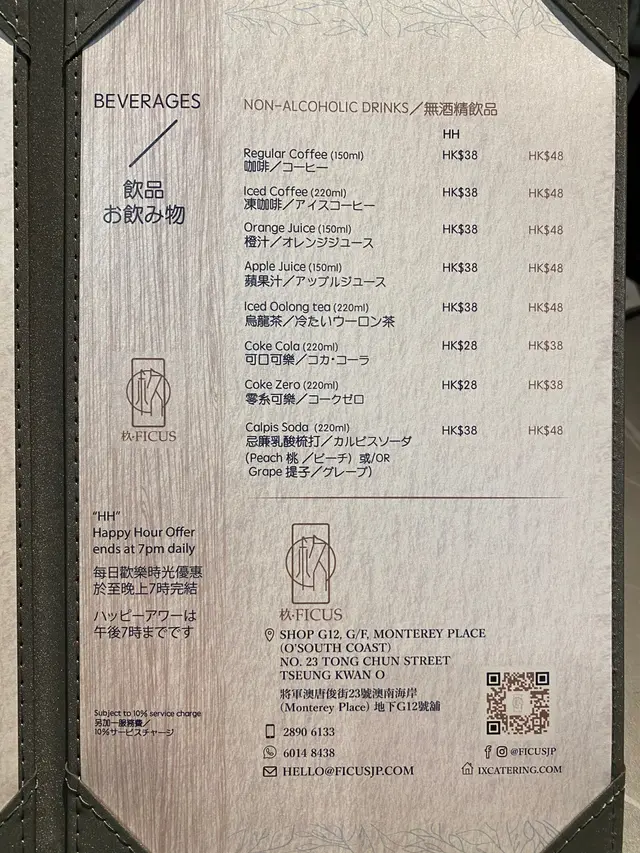 BEVERAGES
飲品
お飲み物
NON-ALCOHOLIC DRINKS／無酒精飲品
HH
Regular Coffee (150ml) HK$38 HK$48
咖啡／コーヒー
Iced Coffee (220ml) HK$38 HK$48
凍咖啡／アイスコーヒー
Orange Juice (150ml) HK$38 HK$48
橙汁／オレンジジュース
Apple Juice (150ml) HK$38 HK$48
蘋果汁／アップルジュース
Iced Oolong tea (220ml) HK$38 HK$48
烏龍茶／冷たいウーロン茶
Coke Cola (220ml) HK$28 HK$38
可口可樂／コカ・コーラ
Coke Zero (220ml) HK$28 HK$38
零糸可樂／コークゼロ
Calpis Soda (220ml) HK$38 HK$48
忌廉乳酸梳打／カルピスソーダ
(Peach 桃／ピーチ) 或/OR
Grape 提子／グレープ)
杦
杦·FICUS
"HH"
Happy Hour Offer
ends at 7pm daily
每日歡樂時光優惠
於至晚上7時完結
ハッピーアワーは
午後7時までです
Subject to 10% service charge
另加一服務費／
10%サービスチャージ
杦
杦·FICUS
SHOP G12, G/F, MONTEREY PLACE
(O'SOUTH COAST)
NO. 23 TONG CHUN STREET
TSEUNG KWAN O
將軍澳唐俊街23號澳南海岸
(Monterey Place) 地下G12號舖
2890 6133
6014 8438
HELLO@FICUSJP.COM
@FICUSJP
IXCATERING.COM